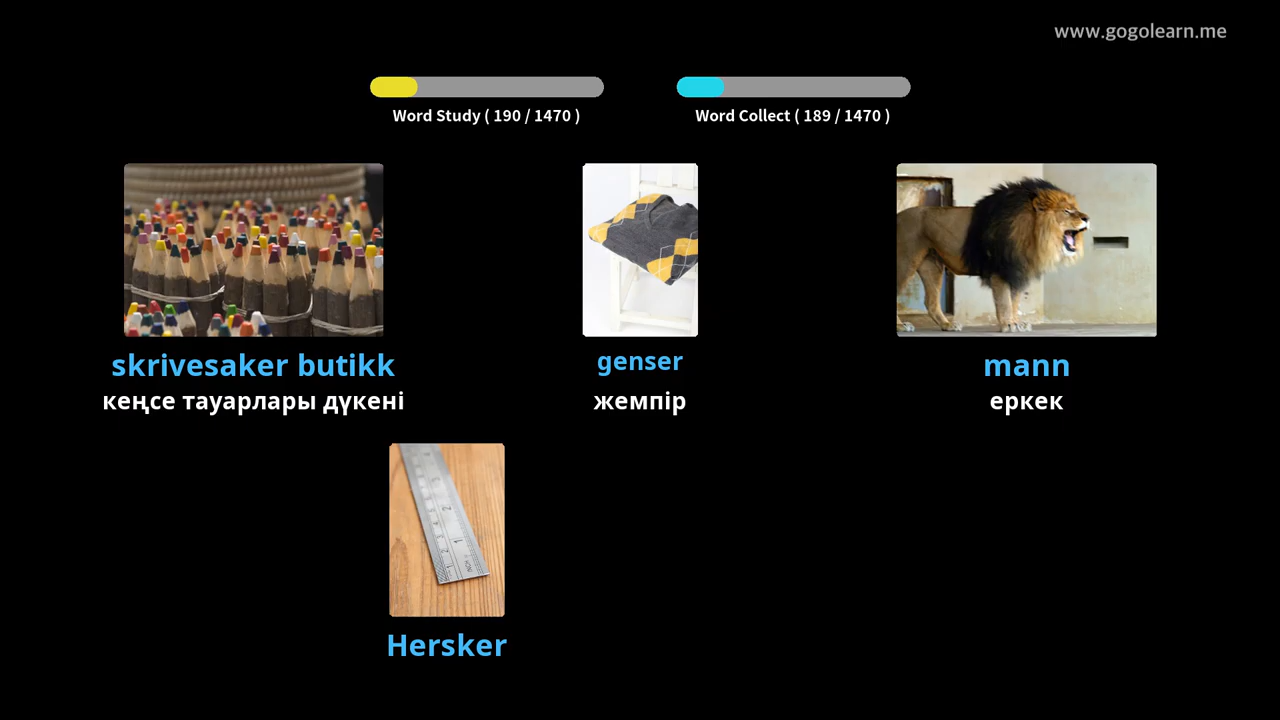 www.gogolearn.me
Word Study ( 190 / 1470 )
Word Collect ( 189 / 1470 )
skrivesaker butikk
кеңсе тауарлары дүкені
genser
жемпір
mann
еркек
Hersker